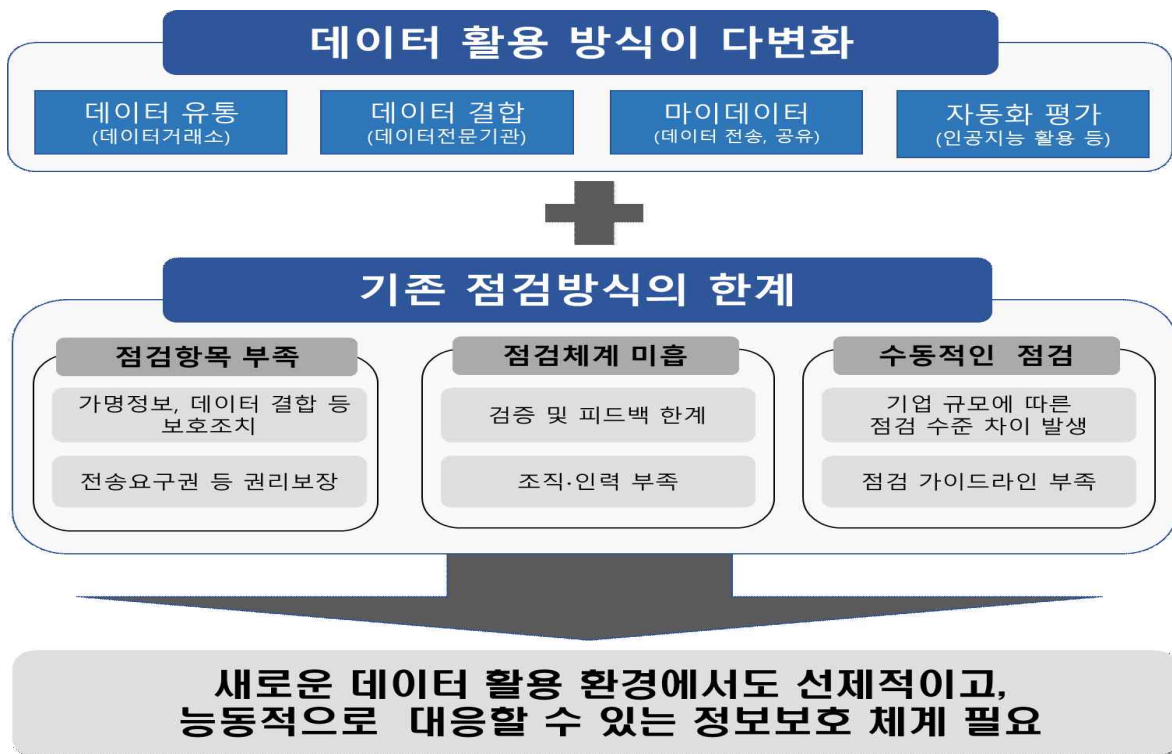 데이터 활용 방식이 다변화
데이터 유통
(데이터거래소)
데이터 결합
(데이터전문기관)
마이데이터
(데이터 전송, 공유)
자동화 평가
(인공지능 활용 등)
기존 점검방식의 한계
점검항목 부족
가명정보, 데이터 결합 등
보호조치
전송요구권 등 권리보장
점검체계 미흡
검증 및 피드백 한계
조직·인력 부족
수동적인 점검
기업 규모에 따른
점검 수준 차이 발생
점검 가이드라인 부족
새로운 데이터 활용 환경에서도 선제적이고,
능동적으로 대응할 수 있는 정보보호 체계 필요